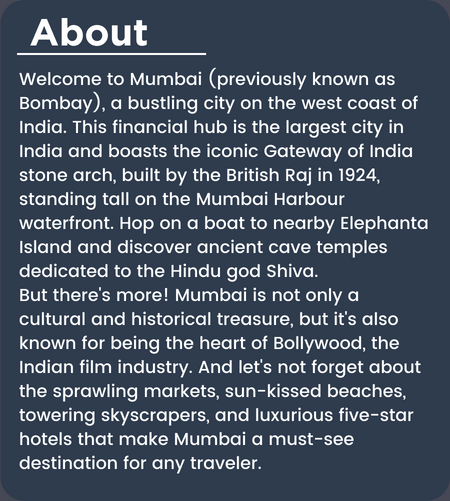 About
Welcome to Mumbai (previously known as
Bombay), a bustling city on the west coast of
India. This financial hub is the largest city in
India and boasts the iconic Gateway of India
stone arch, built by the British Raj in 1924,
standing tall on the Mumbai Harbour
waterfront. Hop on a boat to nearby Elephanta
Island and discover ancient cave temples
dedicated to the Hindu god Shiva.
But there's more! Mumbai is not only a
cultural and historical treasure, but it's also
known for being the heart of Bollywood, the
Indian film industry. And let's not forget about
the sprawling markets, sun-kissed beaches,
towering skyscrapers, and luxurious five-star
hotels that make Mumbai a must-see
destination for any traveler.